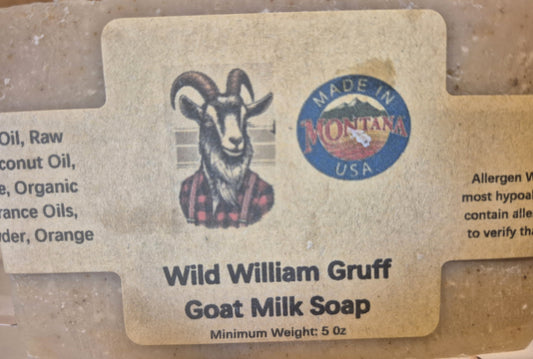 Oil, Raw
conut Oil,
e, Organic
rance Oils,
der, Orange
MADE IN
MONTANA
USA
Wild William Gruff
Goat Milk Soap
Minimum Weight: 5 Oz
Allergen W
most hypoal
contain alle
to verify tha